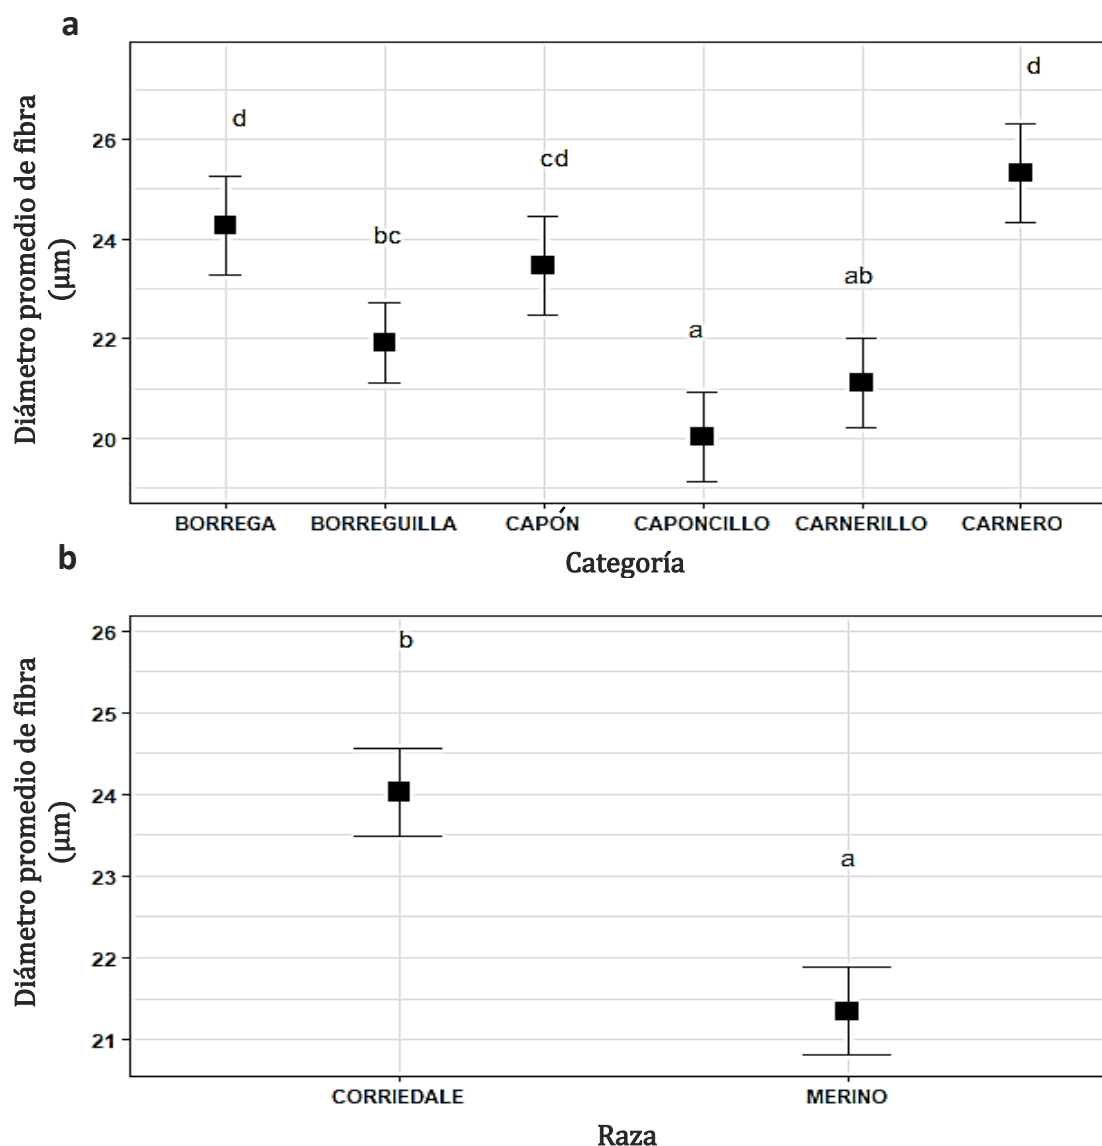 a
Diámetro promedio de fibra
(µm)
26
24
22
20
d
bc
cd
a
ab
d
BORREGA BORREGUILLA CAPÓN CAPONCILLO CARNERILLO CARNERO
Categoría
b
Diámetro promedio de fibra
(µm)
26
25
24
23
22
21
b
a
CORRIEDALE MERINO
Raza